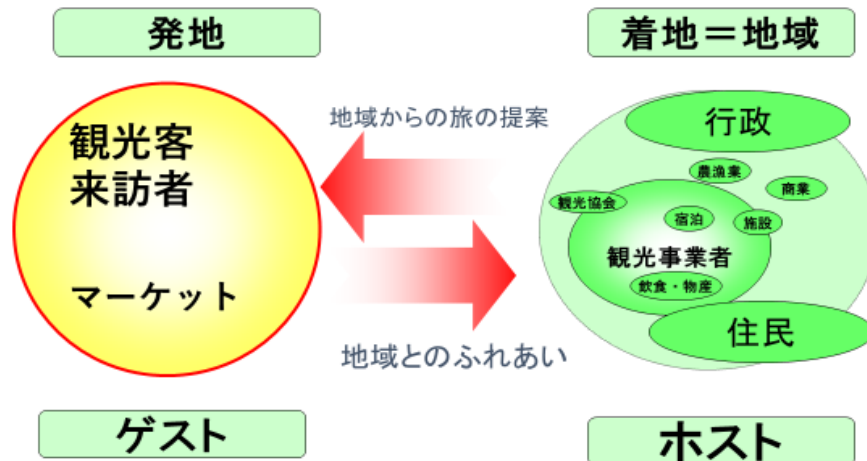 発地
着地＝地域
観光客
来訪者
マーケット
地域からの旅の提案
地域とのふれあい
行政
農漁業
商業
観光協会
宿泊
施設
観光事業者
飲食・物産
住民
ゲスト
ホスト